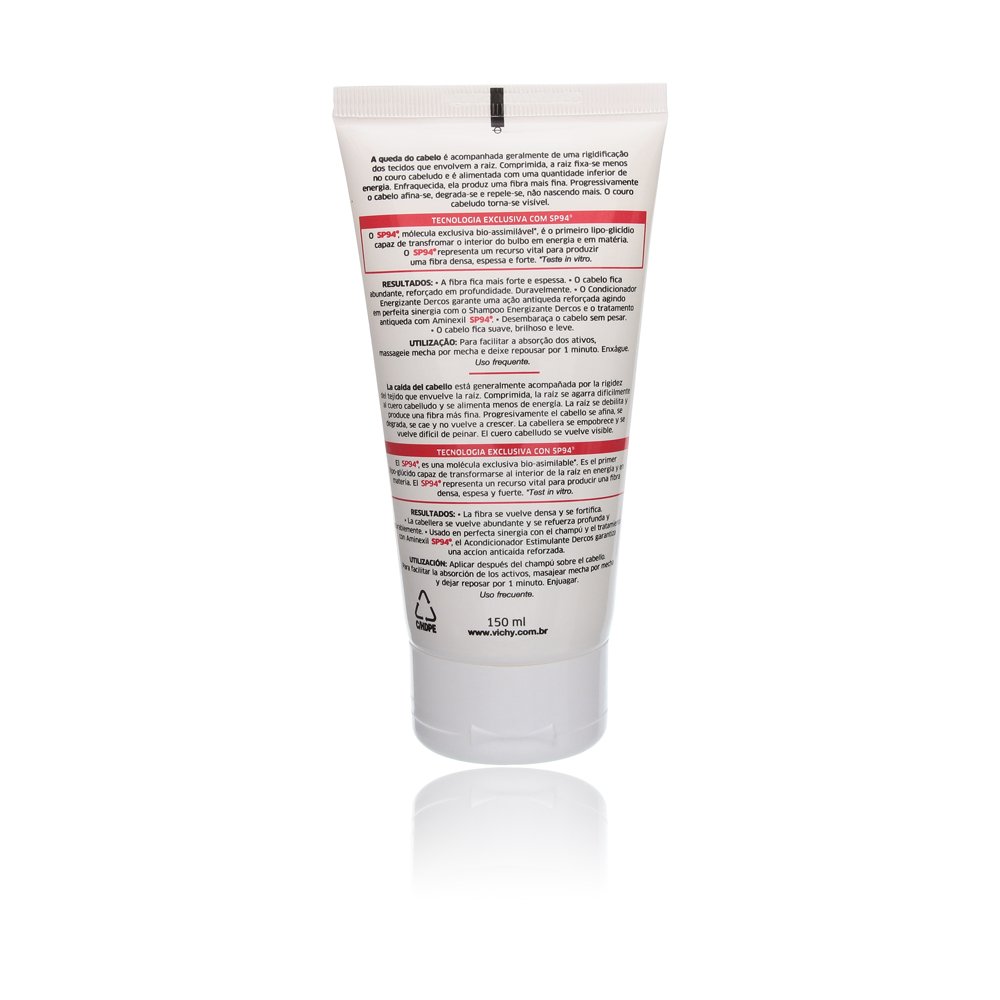 A queda do cabelo é acompanhada geralmente de uma rigidificação
dos tecidos que envolvem a raiz. Comprimida, a raiz fixa-se menos
no couro cabeludo e é alimentada com uma quantidade inferior de
energia. Enfraquecida, ela produz uma fibra mais fina. Progressivamente
o cabelo afina-se, degrada-se e repele-se, não nascendo mais. O couro
cabeludo torna-se visível.
TECNOLOGIA EXCLUSIVA COM SP94®
O SP94®, mólecula exclusiva bio-assimilável*, é o primeiro lipo-glicídio
capaz de transfromar o interior do bulbo em energia e em matéria.
O SP94® representa um recurso vital para produzir
uma fibra densa, espessa e forte. *Teste in vitro.
RESULTADOS: • A fibra fica mais forte e espessa. • O cabelo fica
abundante, reforçado em profundidade. Duravelmente. • O Condicionador
Energizante Dercos garante uma ação antiqueda reforçada agindo
em perfeita sinergia com o Shampoo Energizante Dercos e o tratamento
antiqueda com Aminexil SP94®. • Desembaraça o cabelo sem pesar.
• O cabelo fica suave, brilhoso e leve.
UTILIZAÇÃO: Para facilitar a absorção dos ativos,
massageie mecha por mecha e deixe repousar por 1 minuto. Enxágue.
Uso frequente.
La caída del cabello está generalmente acompañada por la rigidez
del tejido que envuelve la raíz. Comprimida, la raíz se agarra difícilmente
al cuero cabelludo y se alimenta menos de energía. La raíz se debilita y
produce una fibra más fina. Progresivamente el cabello se afina, se
degrada, se cae y no vuelve a crescer. La cabellera se empobrece y se
vuelve difícil de peinar. El cuero cabelludo se vuelve visible.
TECNOLOGIA EXCLUSIVA CON SP94®
El SP94®, es una molécula exclusiva bio-asimilable*. Es el primer
lipo-glúcido capaz de transformarse al interior de la raíz en energía y en
materia. El SP94® representa un recurso vital para producir una fibra
densa, espesa y fuerte. *Test in vitro.
RESULTADOS: • La fibra se vuelve densa y se fortifica.
• La cabellera se vuelve abundante y se refuerza profunda y
durablemente. • Usado en perfecta sinergia con el champú y el tratamiento
con Aminexil SP94®, el Acondicionador Estimulante Dercos garantizar
una accion anticaida reforzada.
UTILIZACIÓN: Aplicar después del champú sobre el cabello.
Para facilitar la absorción de los activos, masajear mecha por mecha
y dejar reposar por 1 minuto. Enjuagar.
Uso frecuente.
C/HDPE
150 ml
www.vichy.com.br